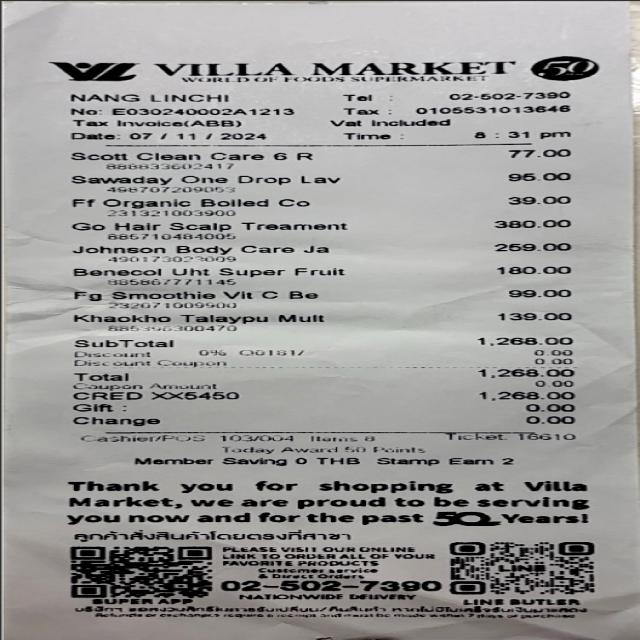 VILLA MARKET 50
WORLD OF FOODS SUPERMARKET
NANG LINCHI Tel : 02-502-7390
No: E030240002A1213 Tax : 0105531013646
Tax Invoice(ABB) Vat included
Date: 07 / 11 / 2024 Time : 8 : 31 pm
Scott Clean Care 6 R 77.00
888833602417
Sawaday One Drop Lav 95.00
498707209053
Ff Organic Boiled Co 39.00
231321003900
Go Hair Scalp Treament 380.00
885710484005
Johnson Body Care Ja 259.00
490173023009
Benecol Uht Super Fruit 180.00
885867771145
Fg Smoothie Vit C Be 99.00
232071009900
Khaokho Talaypu Mult 139.00
885396300470
SubTotal 1,268.00
Discount 0% 0.00
Discount Coupon 0.00
Total 1,268.00
Coupon Amount 0.00
CRED XX5450 1,268.00
Gift : 0.00
Change 0.00
Cashier/POS 103/004 Items 8 Ticket. 16610
Today Award 50 Points
Member Saving 0 THB Stamp Earn 2
Thank you for shopping at Villa
Market, we are proud to be serving
you now and for the past 50 Years!
ลูกค้าสั่งสินค้าโดยตรงที่สาขา
PLEASE VISIT OUR ONLINE
LINE ORDER ALL OF YOUR
FAVORITE PRODUCTS
Customer service
& Direct order
02-502-7390
NATIONWIDE DELIVERY
SUPER APP
LINE
LINE BUTLER